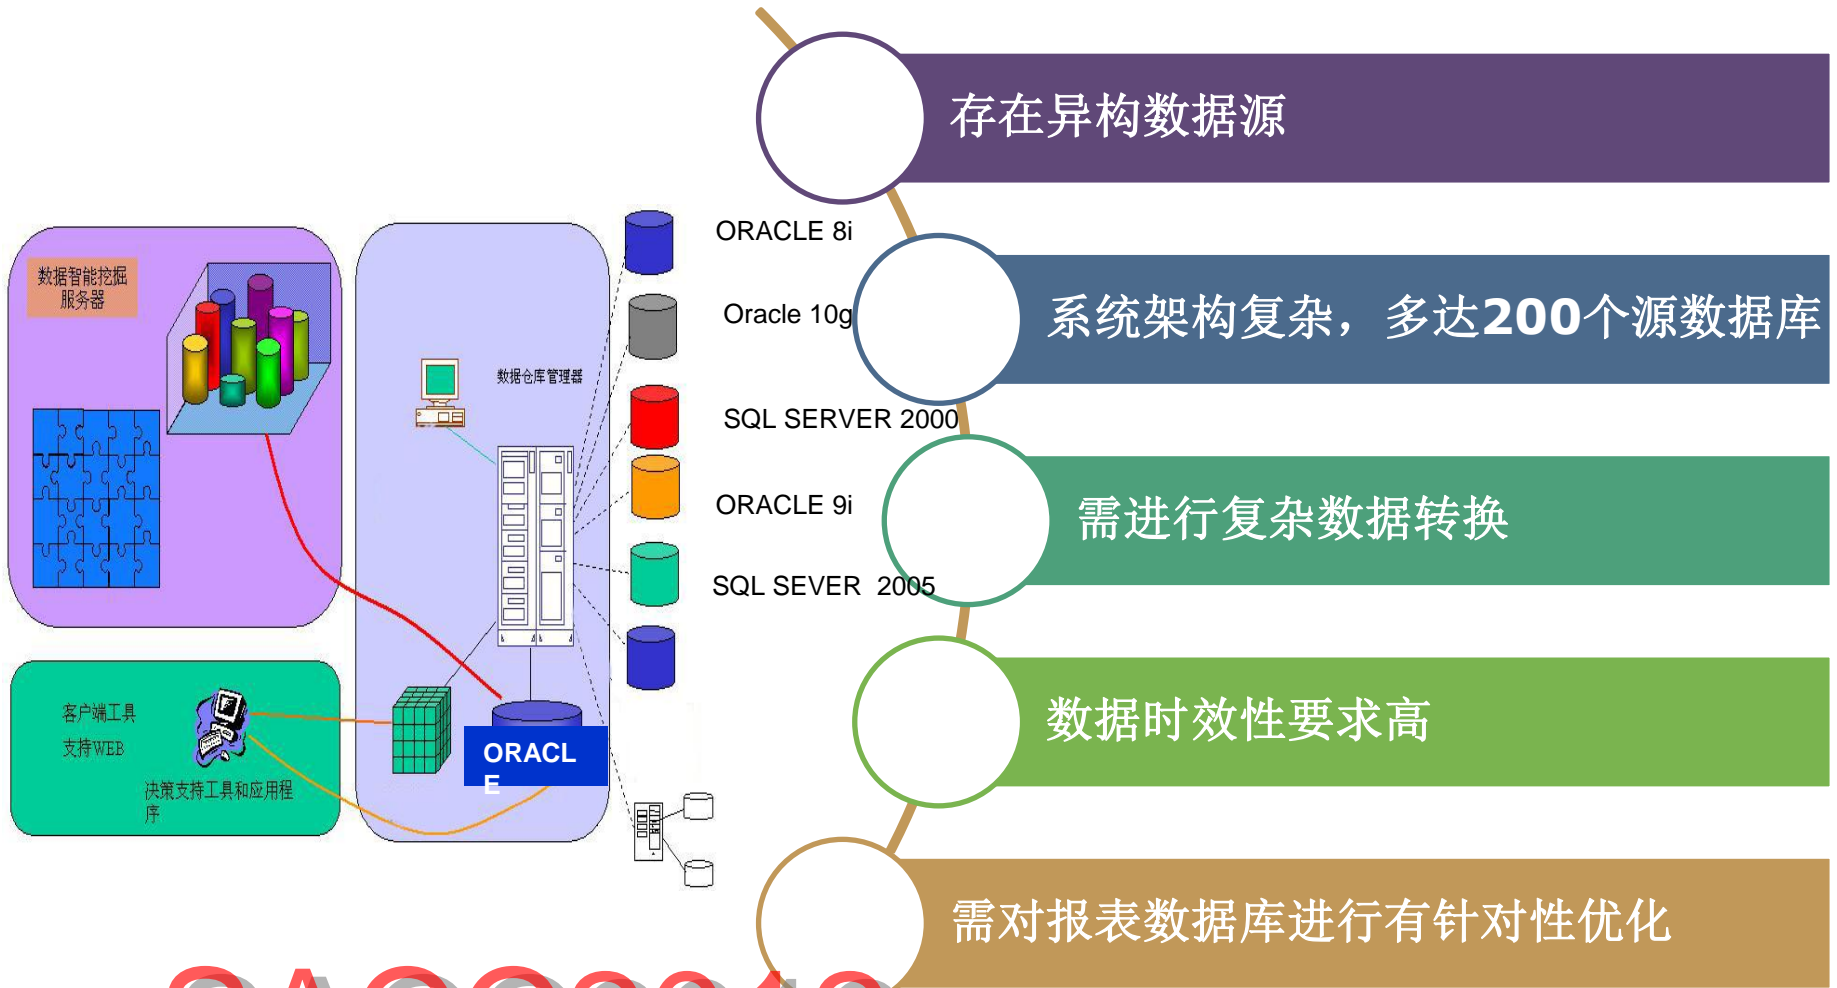 存在异构数据源
系统架构复杂，多达200个源数据库
需进行复杂数据转换
数据时效性要求高
需对报表数据库进行有针对性优化
数据智能挖掘
服务器
数据仓库管理器
ORACLE 8i
Oracle 10g
SQL SERVER 2000
ORACLE 9i
SQL SEVER  2005
客户端工具
支持WEB
决策支持工具和应用程
序
ORACL
E